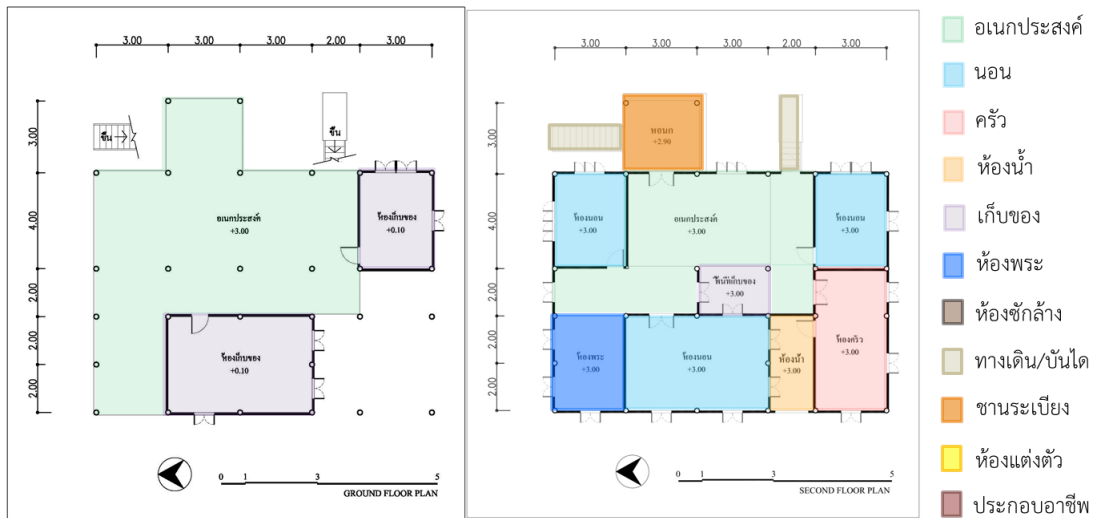 3.00 3.00 3.00 2.00 3.00
3.00
4.00
2.00
2.00
2.00
ขึ้น
ขึ้น
อเนกประสงค์
+3.00
ห้องเก็บของ
+0.10
ห้องเก็บของ
+0.10
0 1 3 5
GROUND FLOOR PLAN
3.00 3.00 3.00 2.00 3.00
3.00
4.00
2.00
2.00
2.00
หอนก
+2.90
ห้องนอน
+3.00
อเนกประสงค์
+3.00
ห้องนอน
+3.00
พื้นที่เก็บของ
+3.00
ห้องพระ
+3.00
ห้องนอน
+3.00
ห้องน้ำ
+3.00
ห้องครัว
+3.00
0 1 3 5
SECOND FLOOR PLAN
อเนกประสงค์
นอน
ครัว
ห้องน้ำ
เก็บของ
ห้องพระ
ห้องซักล้าง
ทางเดิน/บันได
ชานระเบียง
ห้องแต่งตัว
ประกอบอาชีพ